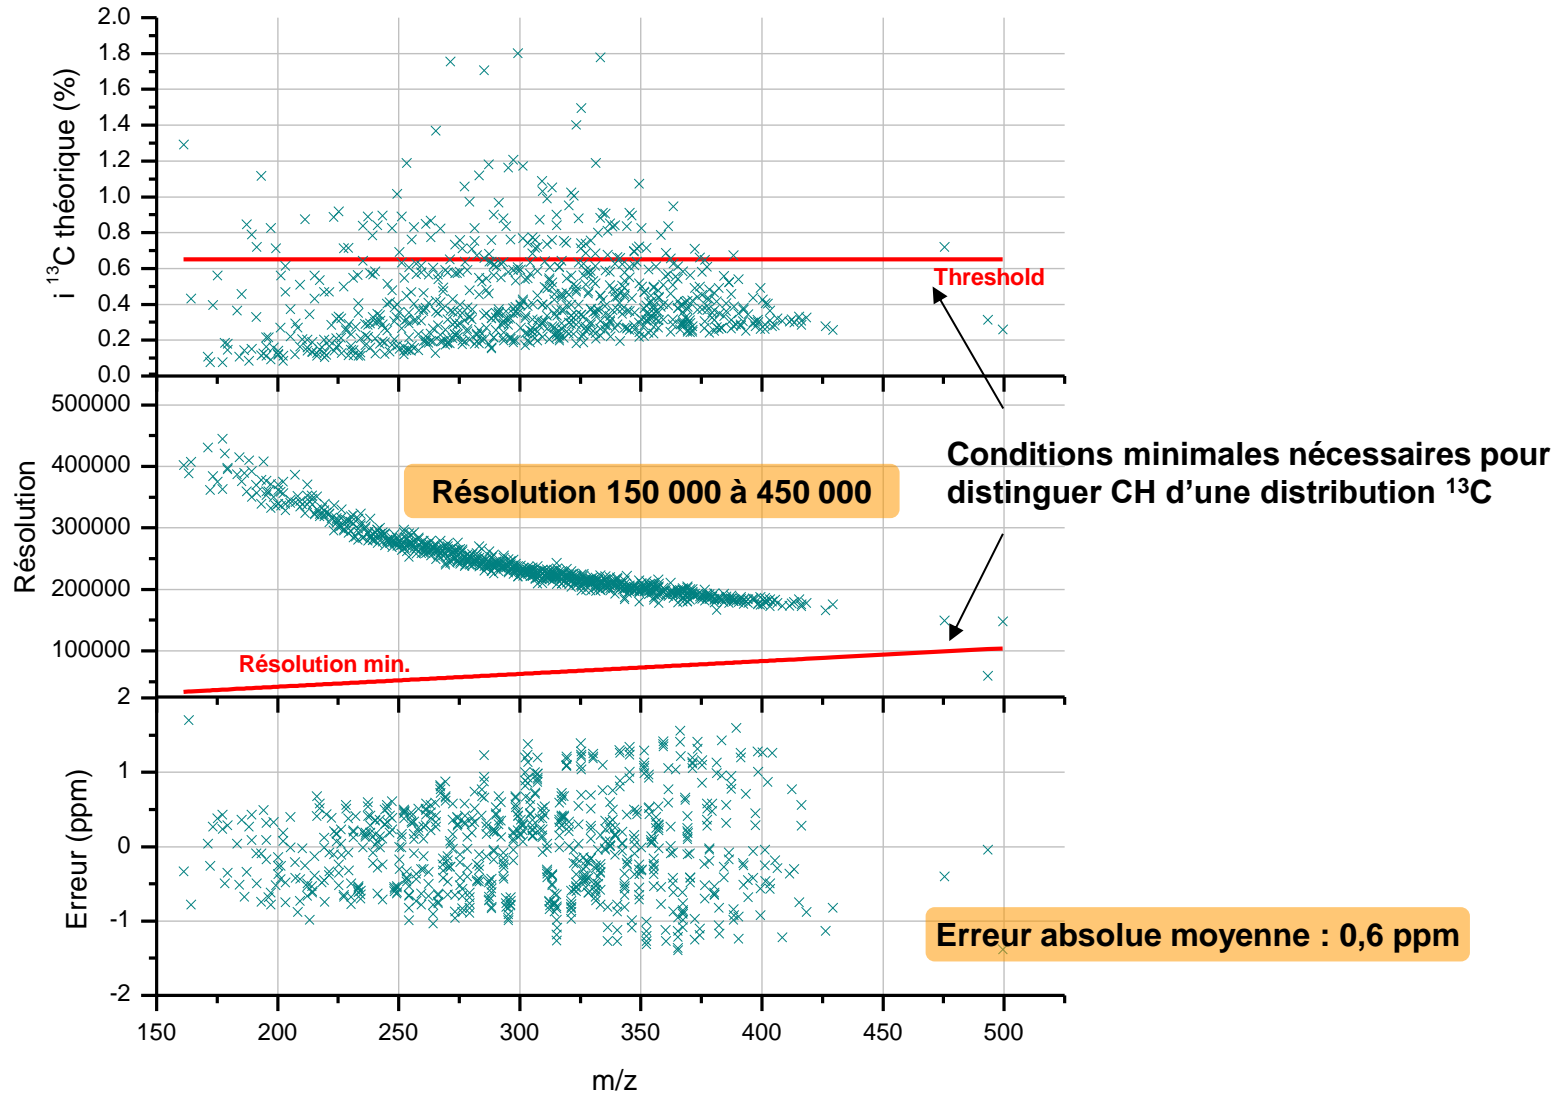 2.0
1.8
1.6
1.4
1.2
1.0
0.8
0.6
0.4
0.2
0.0
i ¹³C théorique (%)
Threshold
500000
400000
300000
200000
100000
Résolution
Résolution 150 000 à 450 000
Résolution min.
Conditions minimales nécessaires pour
distinguer CH d’une distribution ¹³C
2
1
0
-1
-2
Erreur (ppm)
Erreur absolue moyenne : 0,6 ppm
150 200 250 300 350 400 450 500
m/z